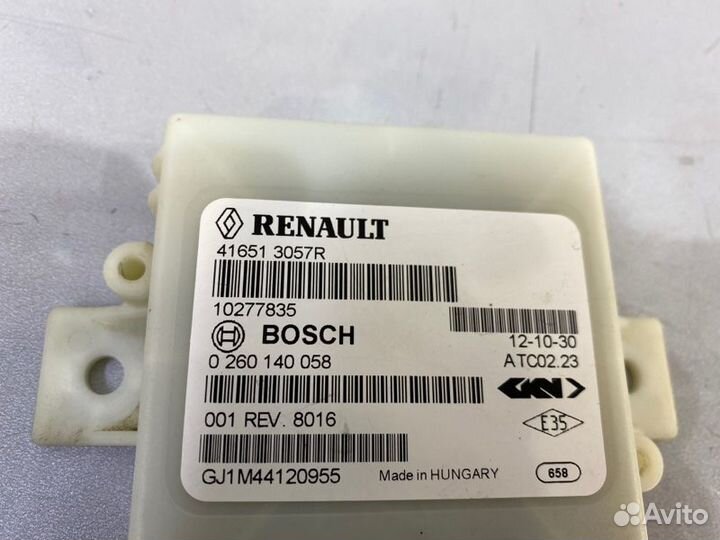 RENAULT
41651 3057R
10277835
BOSCH
12-10-30
0 260 140 058
ATC02.23
GKN
001 REV. 8016
E35
GJ1M44120955
Made in HUNGARY
658
Avito